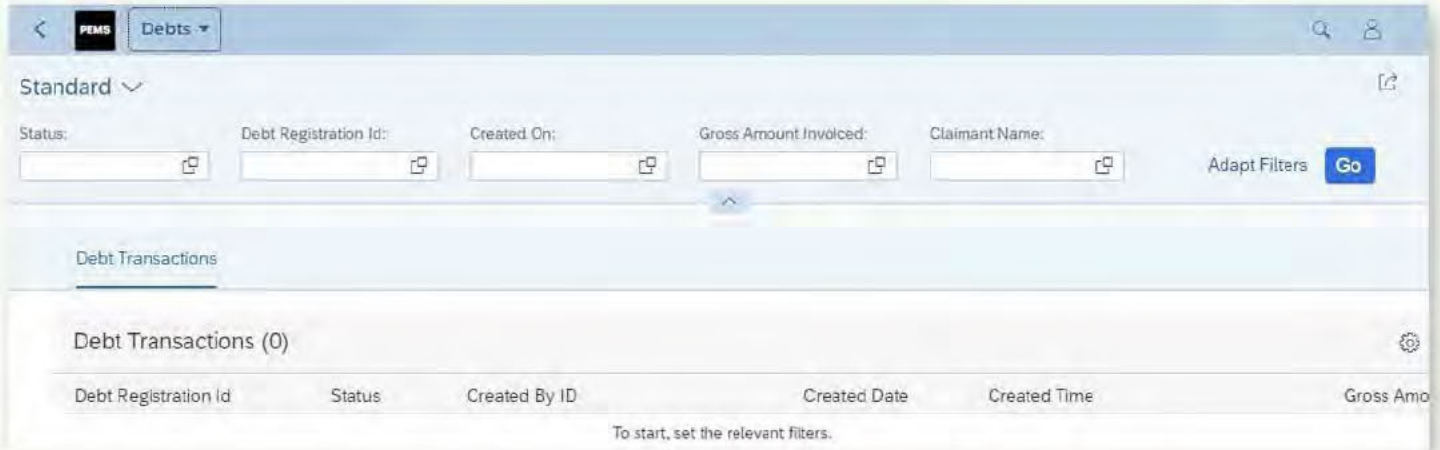 PEMS Debts
Standard
Status: Debt Registration Id: Created On: Gross Amount Invoiced: Claimant Name:
Adapt Filters Go
Debt Transactions
Debt Transactions (0)
Debt Registration Id Status Created By ID Created Date Created Time Gross Amo
To start, set the relevant filters.